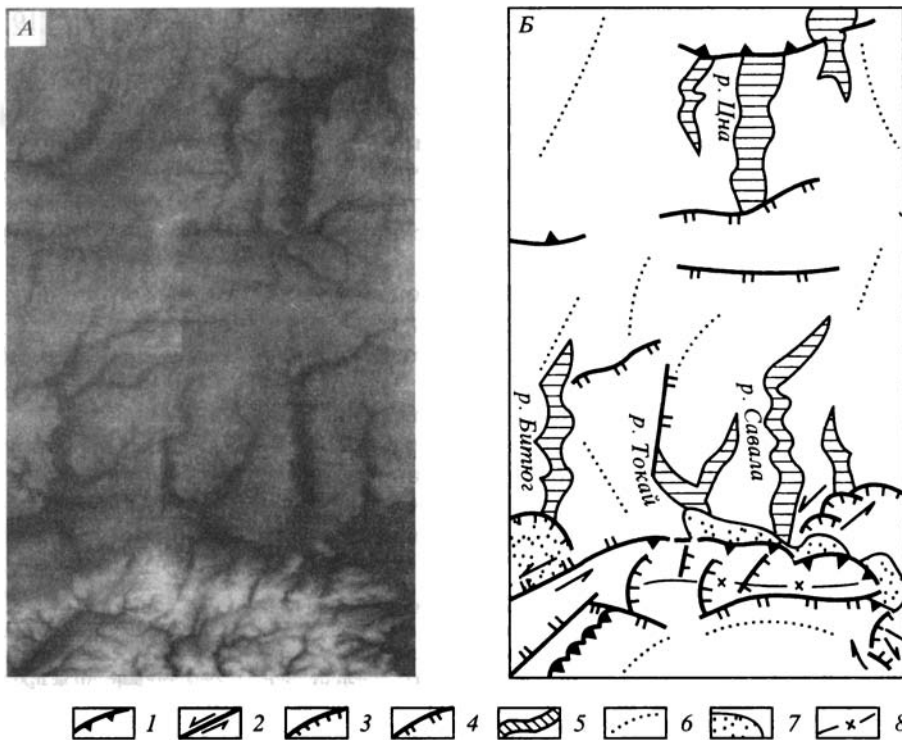 А
Б
р. Цна
р. Битюг
р. Токай
р. Савала
1 2 3 4 5 6 7 8